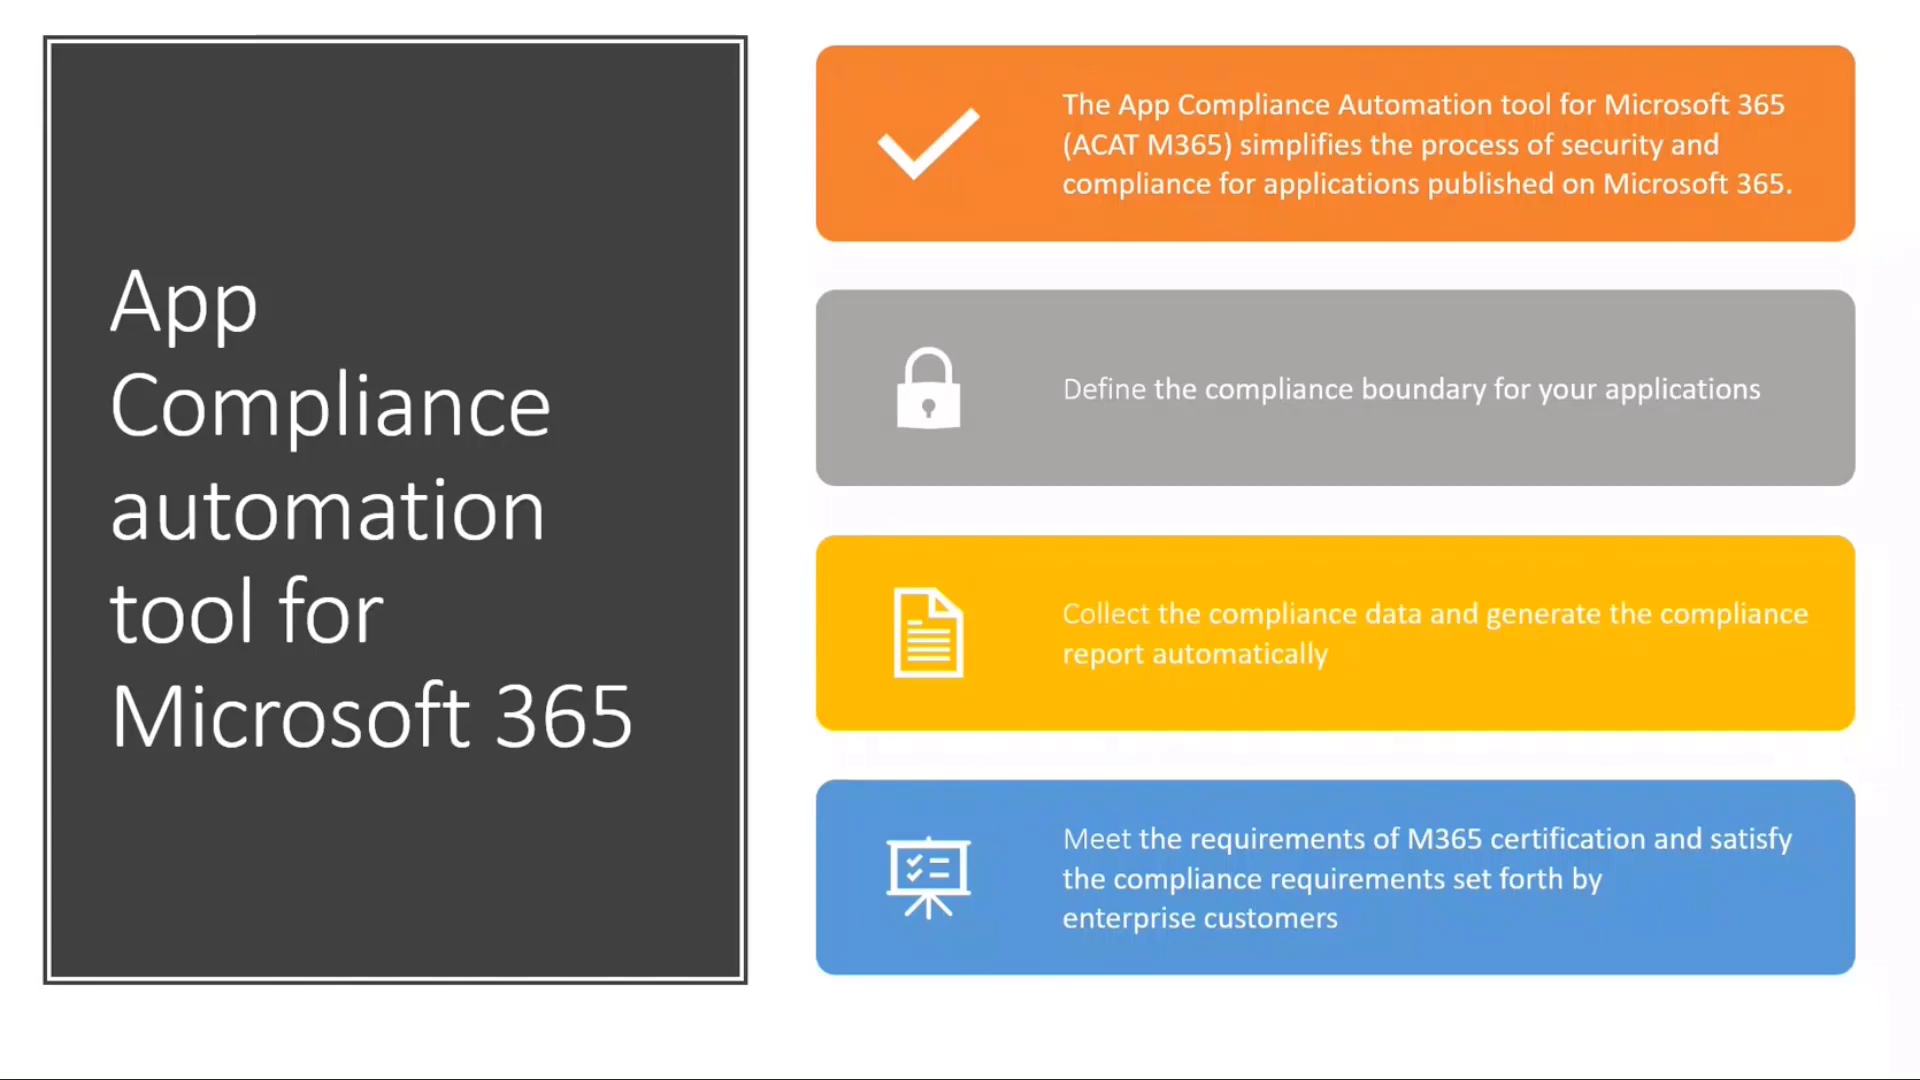 App
Compliance
automation
tool for
Microsoft 365
The App Compliance Automation tool for Microsoft 365
(ACAT M365) simplifies the process of security and
compliance for applications published on Microsoft 365.
Define the compliance boundary for your applications
Collect the compliance data and generate the compliance
report automatically
Meet the requirements of M365 certification and satisfy
the compliance requirements set forth by
enterprise customers